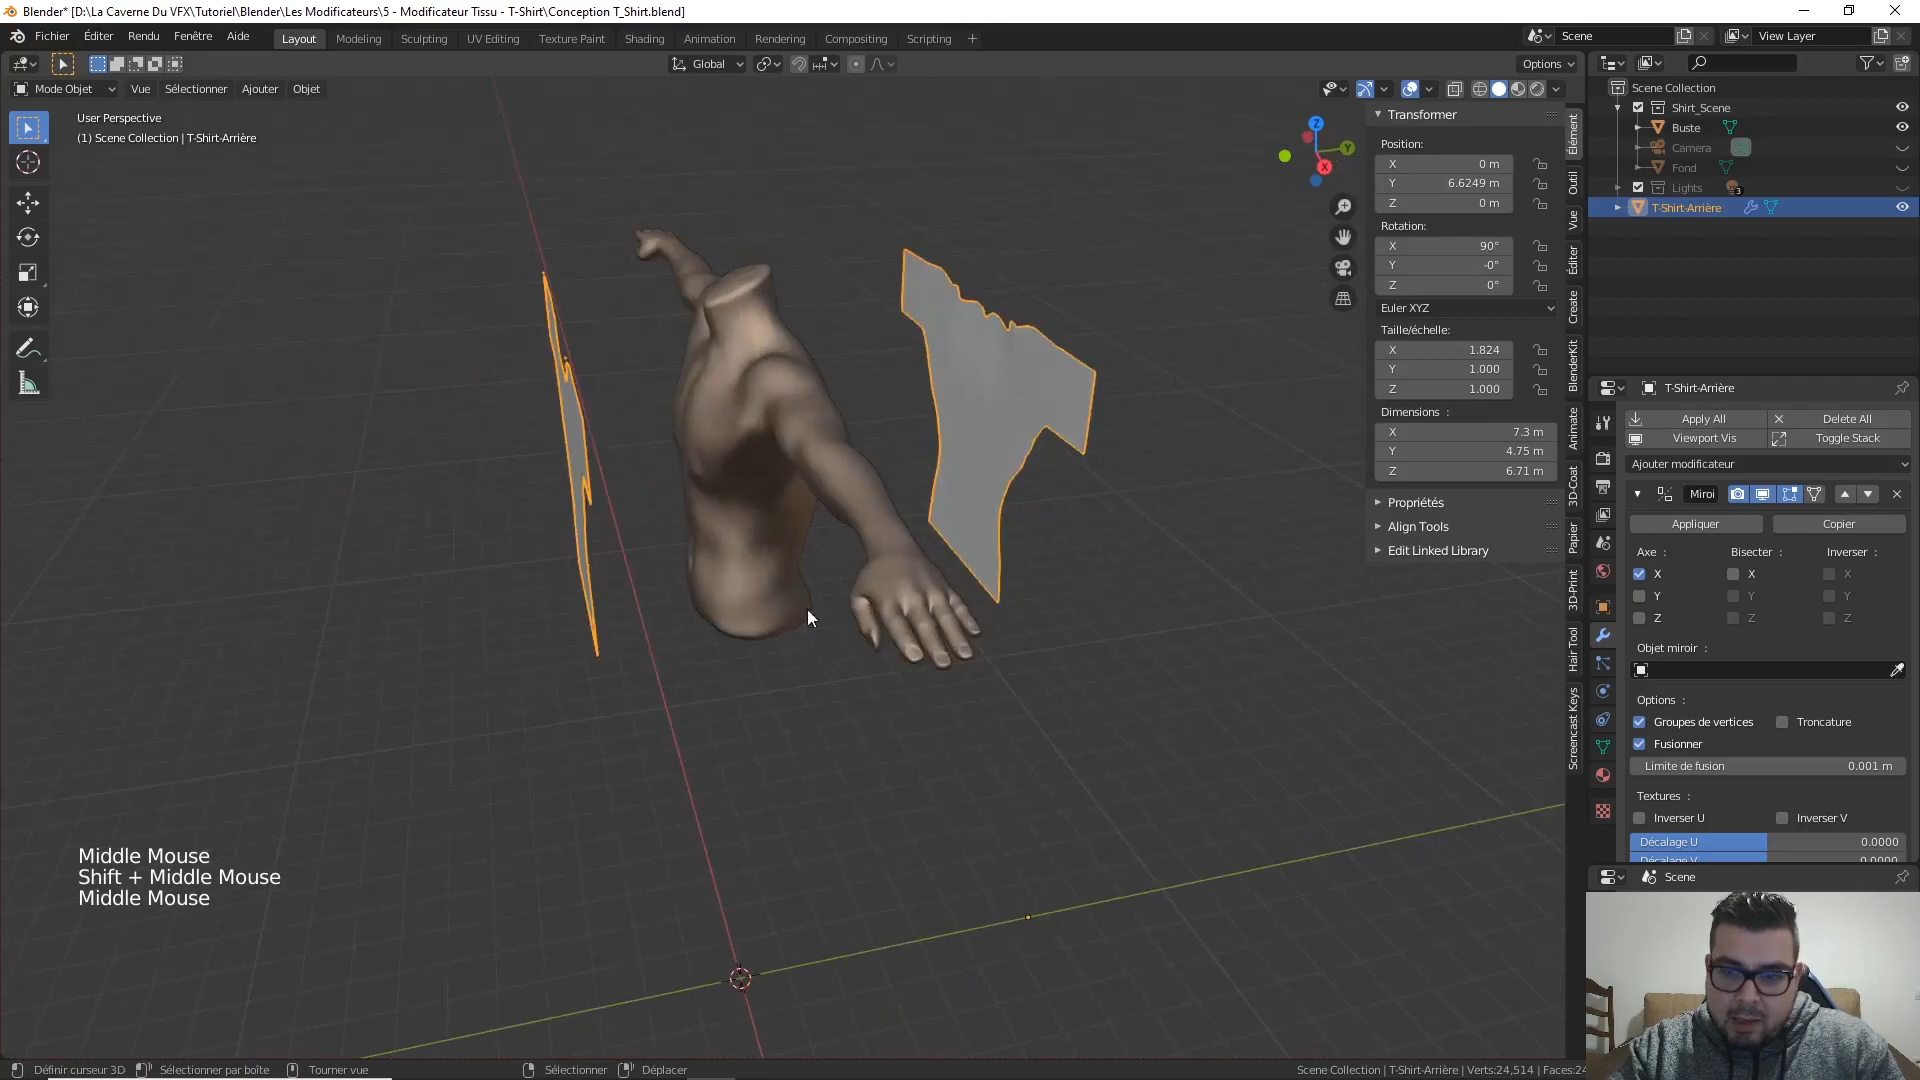 Blender* [D:\La Caverne Du VFX\Tutoriel\Blender\Les Modificateurs\5 - Modificateur Tissu - T-Shirt\Conception T_Shirt.blend]
Fichier Éditer Rendu Fenêtre Aide Layout Modeling Sculpting UV Editing Texture Paint Shading Animation Rendering Compositing Scripting + Scene View Layer
Global Options
Mode Objet Vue Sélectionner Ajouter Objet
User Perspective
(1) Scene Collection | T-Shirt-Arrière
Z
Y
X
Transformer
Position:
X 0 m
Y 6.6249 m
Z 0 m
Rotation:
X 90°
Y -0°
Z 0°
Euler XYZ
Taille/échelle:
X 1.824
Y 1.000
Z 1.000
Dimensions :
X 7.3 m
Y 4.75 m
Z 6.71 m
Propriétés
Align Tools
Edit Linked Library
Élément
Outil
Vue
Éditer
Create
BlenderKit
Animate
3D-Coat
Papier
3D-Print
Hair Tool
Screencast Keys
Scene Collection
Shirt_Scene
Buste
Camera
Fond
Lights 3
T-Shirt-Arrière
T-Shirt-Arrière
Apply All Delete All
Viewport Vis Toggle Stack
Ajouter modificateur
Miroi
Appliquer Copier
Axe : Bisecter : Inverser :
X X X
Y Y Y
Z Z Z
Objet miroir :
Options :
Groupes de vertices Troncature
Fusionner
Limite de fusion 0.001 m
Textures :
Inverser U Inverser V
Décalage U 0.0000
Décalage V 0.0000
Scene
Middle Mouse
Shift + Middle Mouse
Middle Mouse
Définir curseur 3D Sélectionner par boîte Tourner vue Sélectionner Déplacer Scene Collection | T-Shirt-Arrière | Verts:24,514 | Faces:24